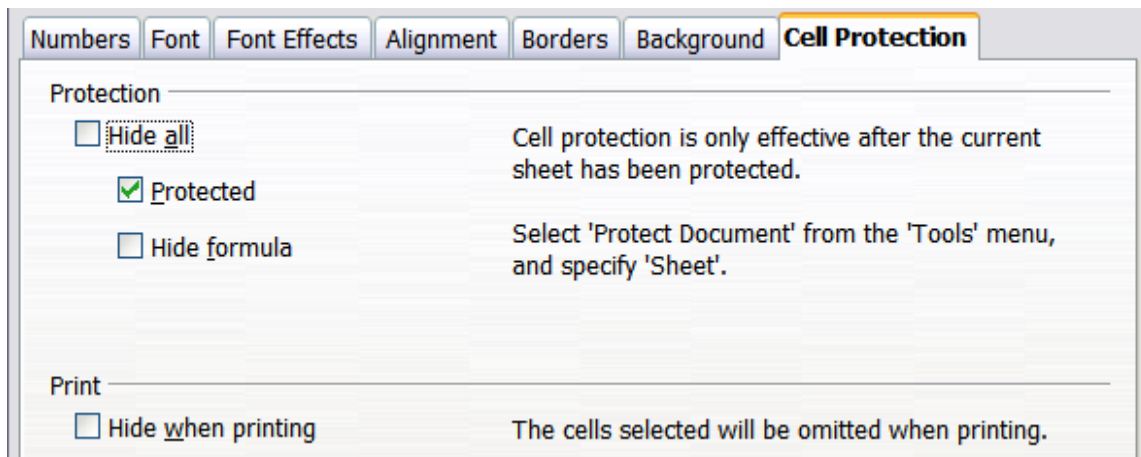 Numbers Font Font Effects Alignment Borders Background Cell Protection
Protection
Hide all
Cell protection is only effective after the current
sheet has been protected.
Protected
Hide formula
Select 'Protect Document' from the 'Tools' menu,
and specify 'Sheet'.
Print
Hide when printing
The cells selected will be omitted when printing.